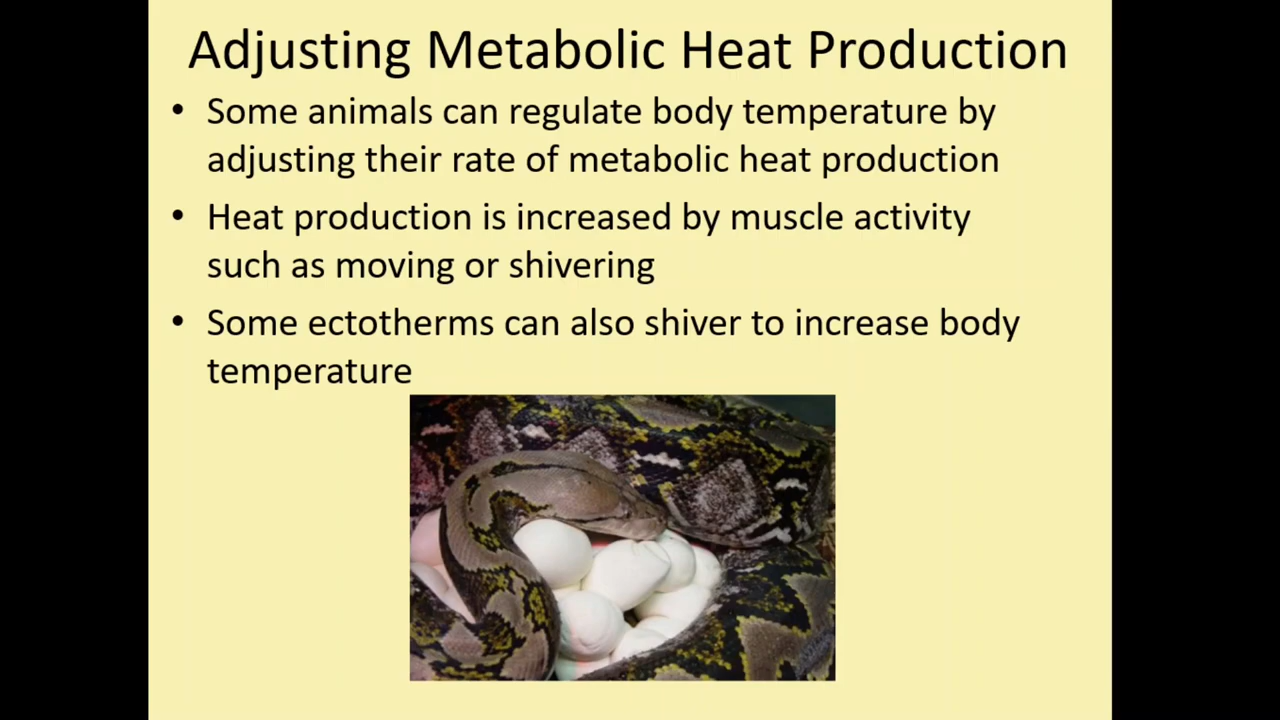 Adjusting Metabolic Heat Production
• Some animals can regulate body temperature by
adjusting their rate of metabolic heat production
• Heat production is increased by muscle activity
such as moving or shivering
• Some ectotherms can also shiver to increase body
temperature